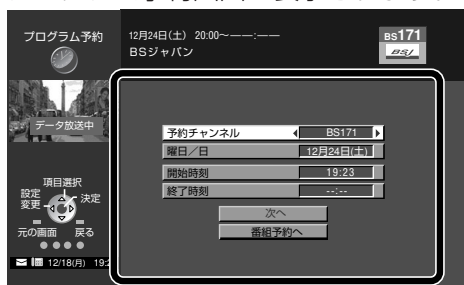 プログラム予約
12月24日(土) 20:00〜––:––
BSジャパン
BS171
BSJ
データ放送中
予約チャンネル BS171
曜日/日 12月24日(土)
開始時刻 19:23
終了時刻 --:--
次へ
番組予約へ
項目選択
設定変更
決定
元の画面 戻る
12/18(月) 19:2